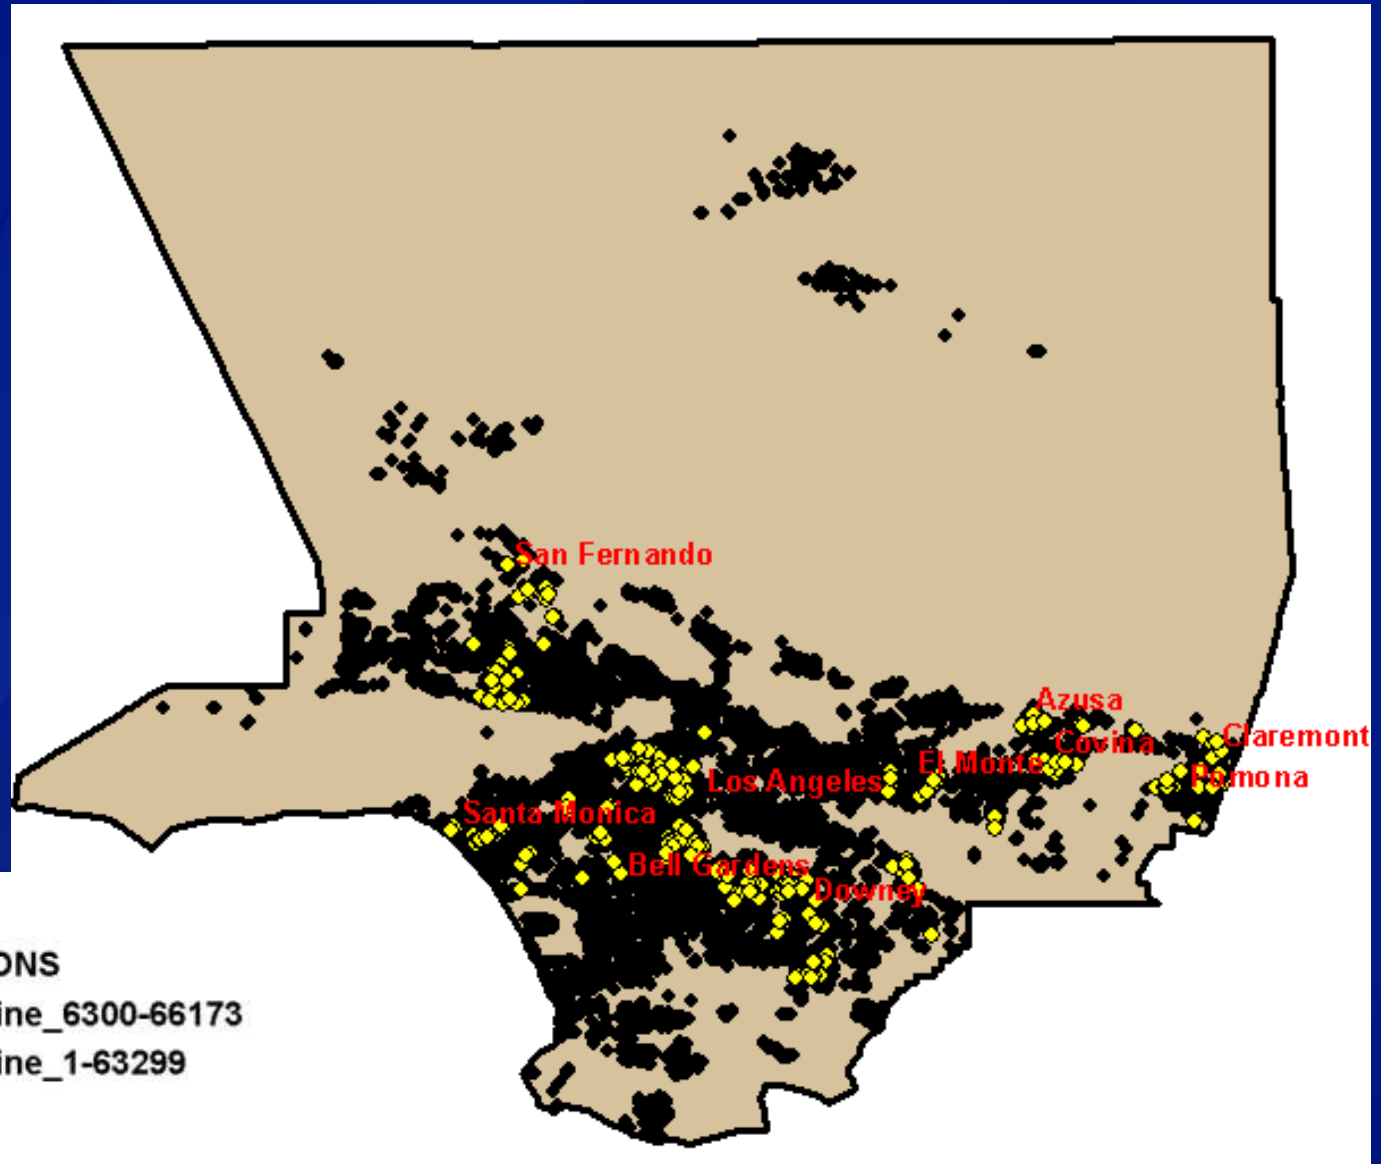 San Fernando
Azusa
Claremont
Covina
El Monte
Pomona
Los Angeles
Santa Monica
Bell Gardens
Downey
ONS
ine_6300-66173
ine_1-63299